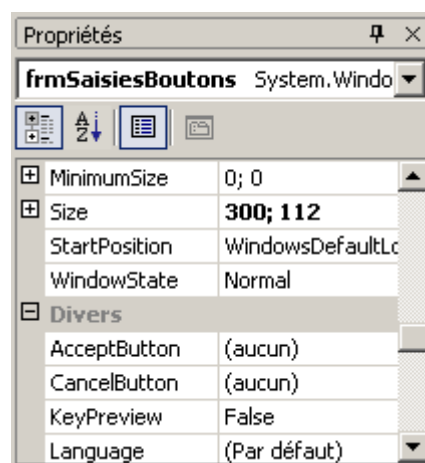 Propriétés
frmSaisiesBoutons System.Windo
MinimumSize 0; 0
Size 300; 112
StartPosition WindowsDefaultLo
WindowState Normal
Divers
AcceptButton (aucun)
CancelButton (aucun)
KeyPreview False
Language (Par défaut)